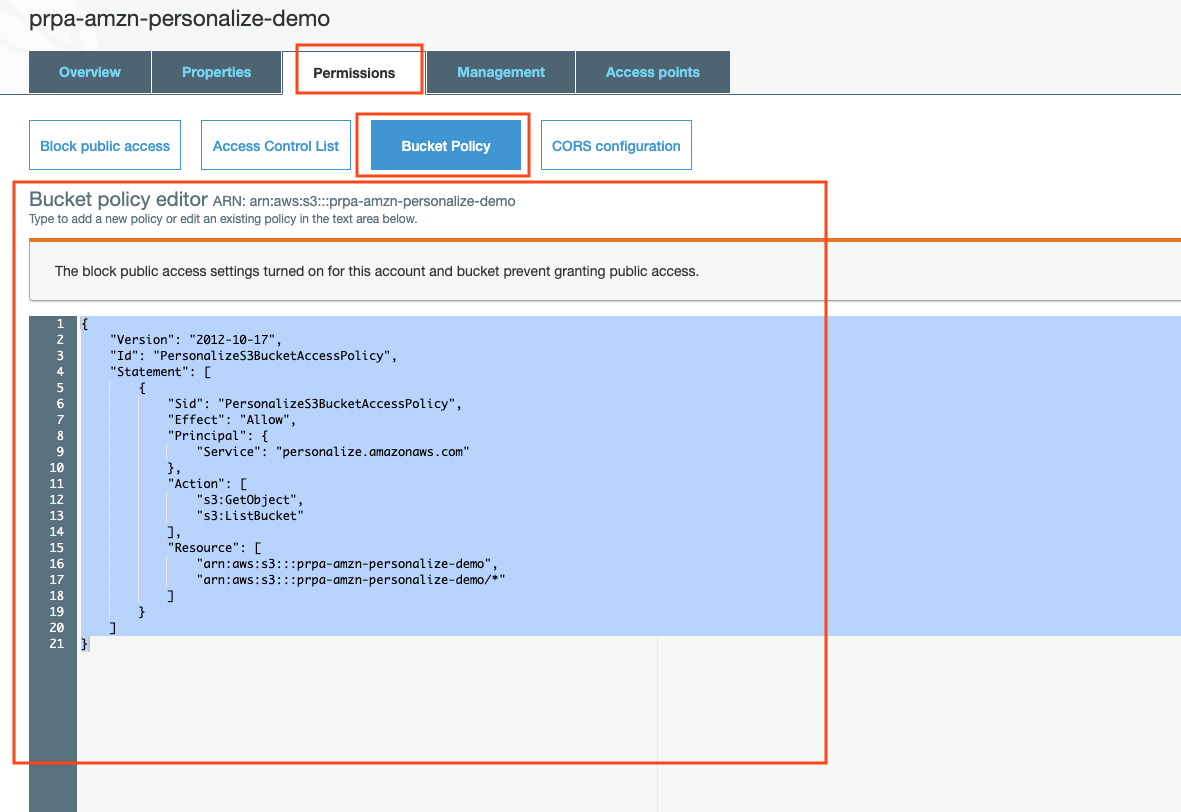 prpa-amzn-personalize-demo
Overview Properties Permissions Management Access points
Block public access Access Control List Bucket Policy CORS configuration
Bucket policy editor ARN: arn:aws:s3:::prpa-amzn-personalize-demo
Type to add a new policy or edit an existing policy in the text area below.
The block public access settings turned on for this account and bucket prevent granting public access.
1 {
2 "Version": "2012-10-17",
3 "Id": "PersonalizeS3BucketAccessPolicy",
4 "Statement": [
5 {
6 "Sid": "PersonalizeS3BucketAccessPolicy",
7 "Effect": "Allow",
8 "Principal": {
9 "Service": "personalize.amazonaws.com"
10 },
11 "Action": [
12 "s3:GetObject",
13 "s3:ListBucket"
14 ],
15 "Resource": [
16 "arn:aws:s3:::prpa-amzn-personalize-demo",
17 "arn:aws:s3:::prpa-amzn-personalize-demo/*"
18 ]
19 }
20 ]
21 }